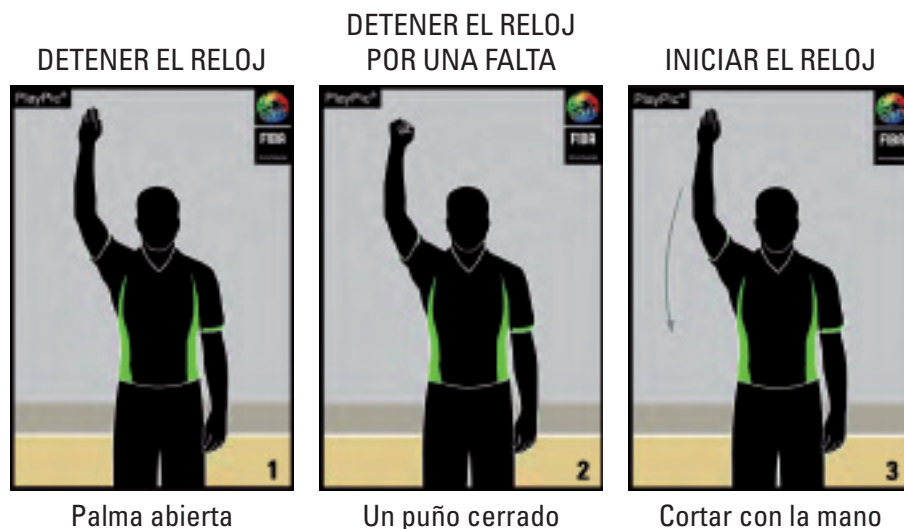 DETENER EL RELOJ
DETENER EL RELOJ
POR UNA FALTA
INICIAR EL RELOJ
PlayPic®
FIBA
PlayPic®
FIBA
PlayPic®
FIBA
1
2
3
Palma abierta
Un puño cerrado
Cortar con la mano